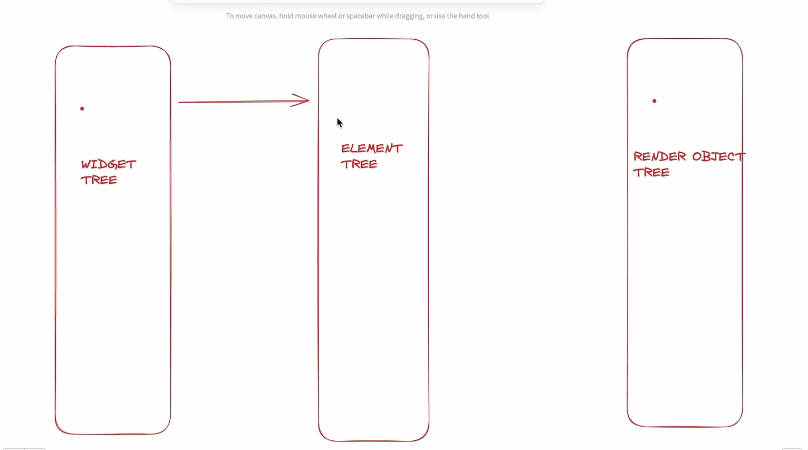 To move canvas, hold mouse wheel or spacebar while dragging, or use the hand tool
WIDGET
TREE
ELEMENT
TREE
RENDER OBJECT
TREE